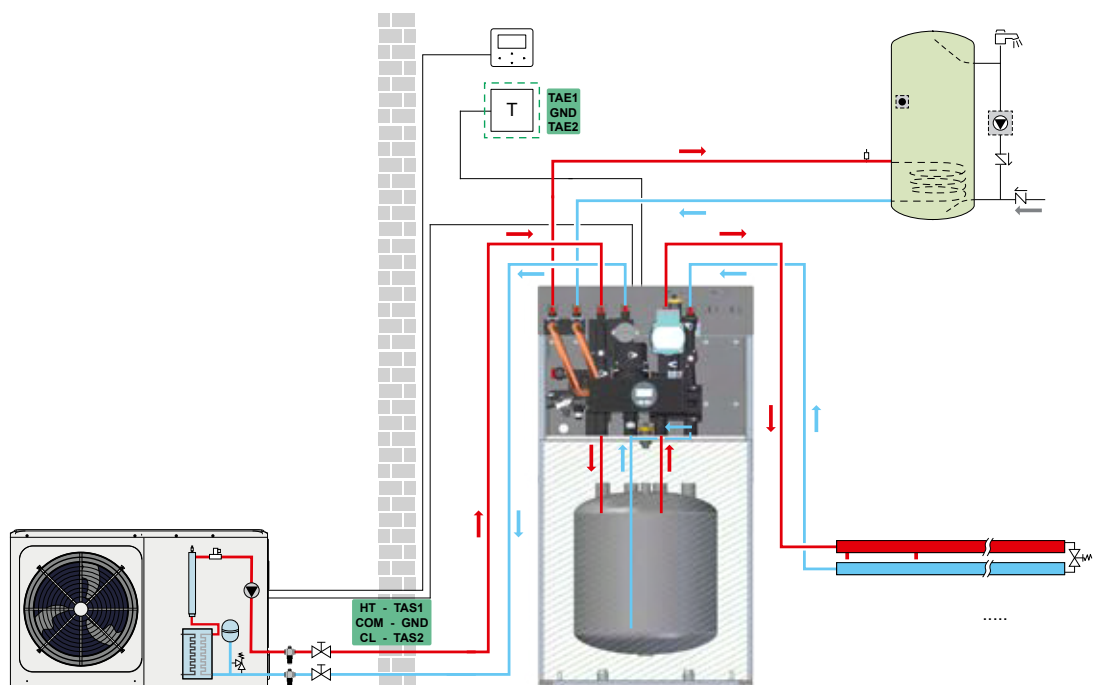 T
TAE1
GND
TAE2
HT - TAS1
COM - GND
CL - TAS2
.....